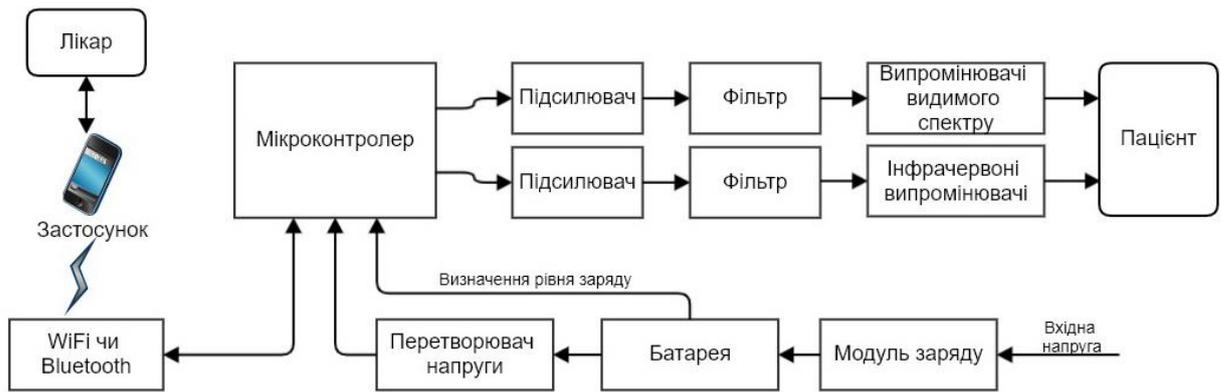 Лікар
Застосунок
WiFi чи
Bluetooth
Мікроконтролер
Підсилювач
Фільтр
Випромінювачі
видимого
спектру
Підсилювач
Фільтр
Інфрачервоні
випромінювачі
Пацієнт
Визначення рівня заряду
Перетворювач
напруги
Батарея
Модуль заряду
Вхідна
напруга